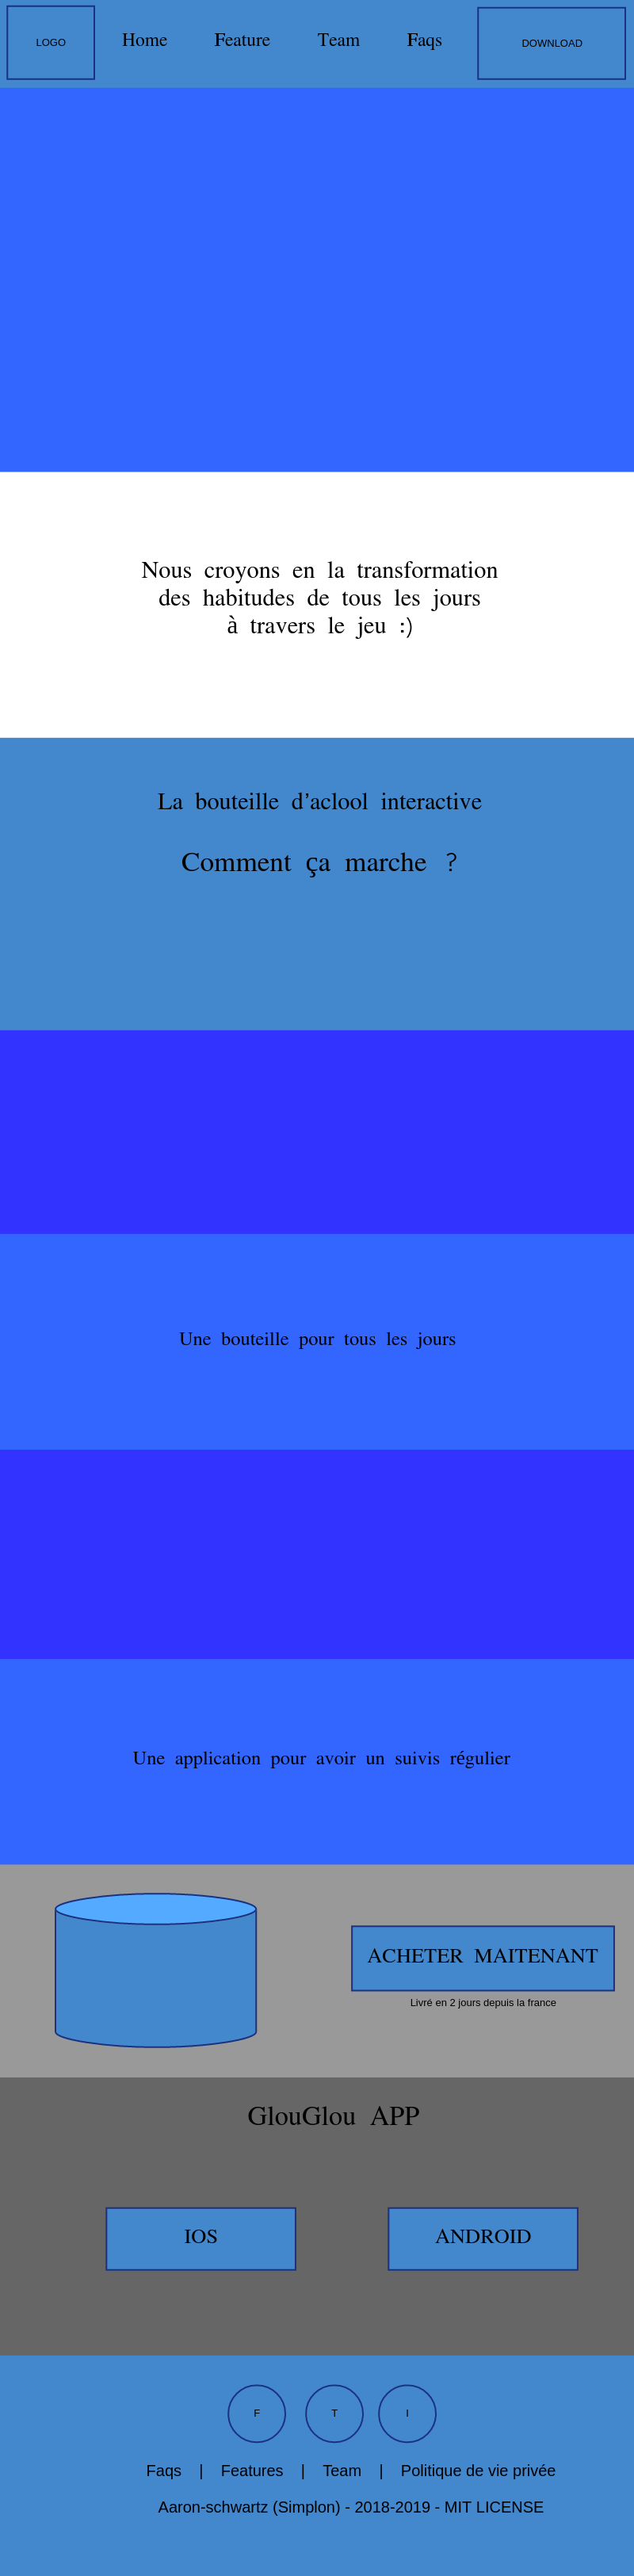 LOGO Home Feature Team Faqs DOWNLOAD
Nous croyons en la transformation
des habitudes de tous les jours
à travers le jeu :)
La bouteille d'aclool interactive
Comment ça marche ?
Une bouteille pour tous les jours
Une application pour avoir un suivis régulier
ACHETER MAITENANT
Livré en 2 jours depuis la france
GlouGlou APP
IOS ANDROID
F T I
Faqs | Features | Team | Politique de vie privée
Aaron-schwartz (Simplon) - 2018-2019 - MIT LICENSE